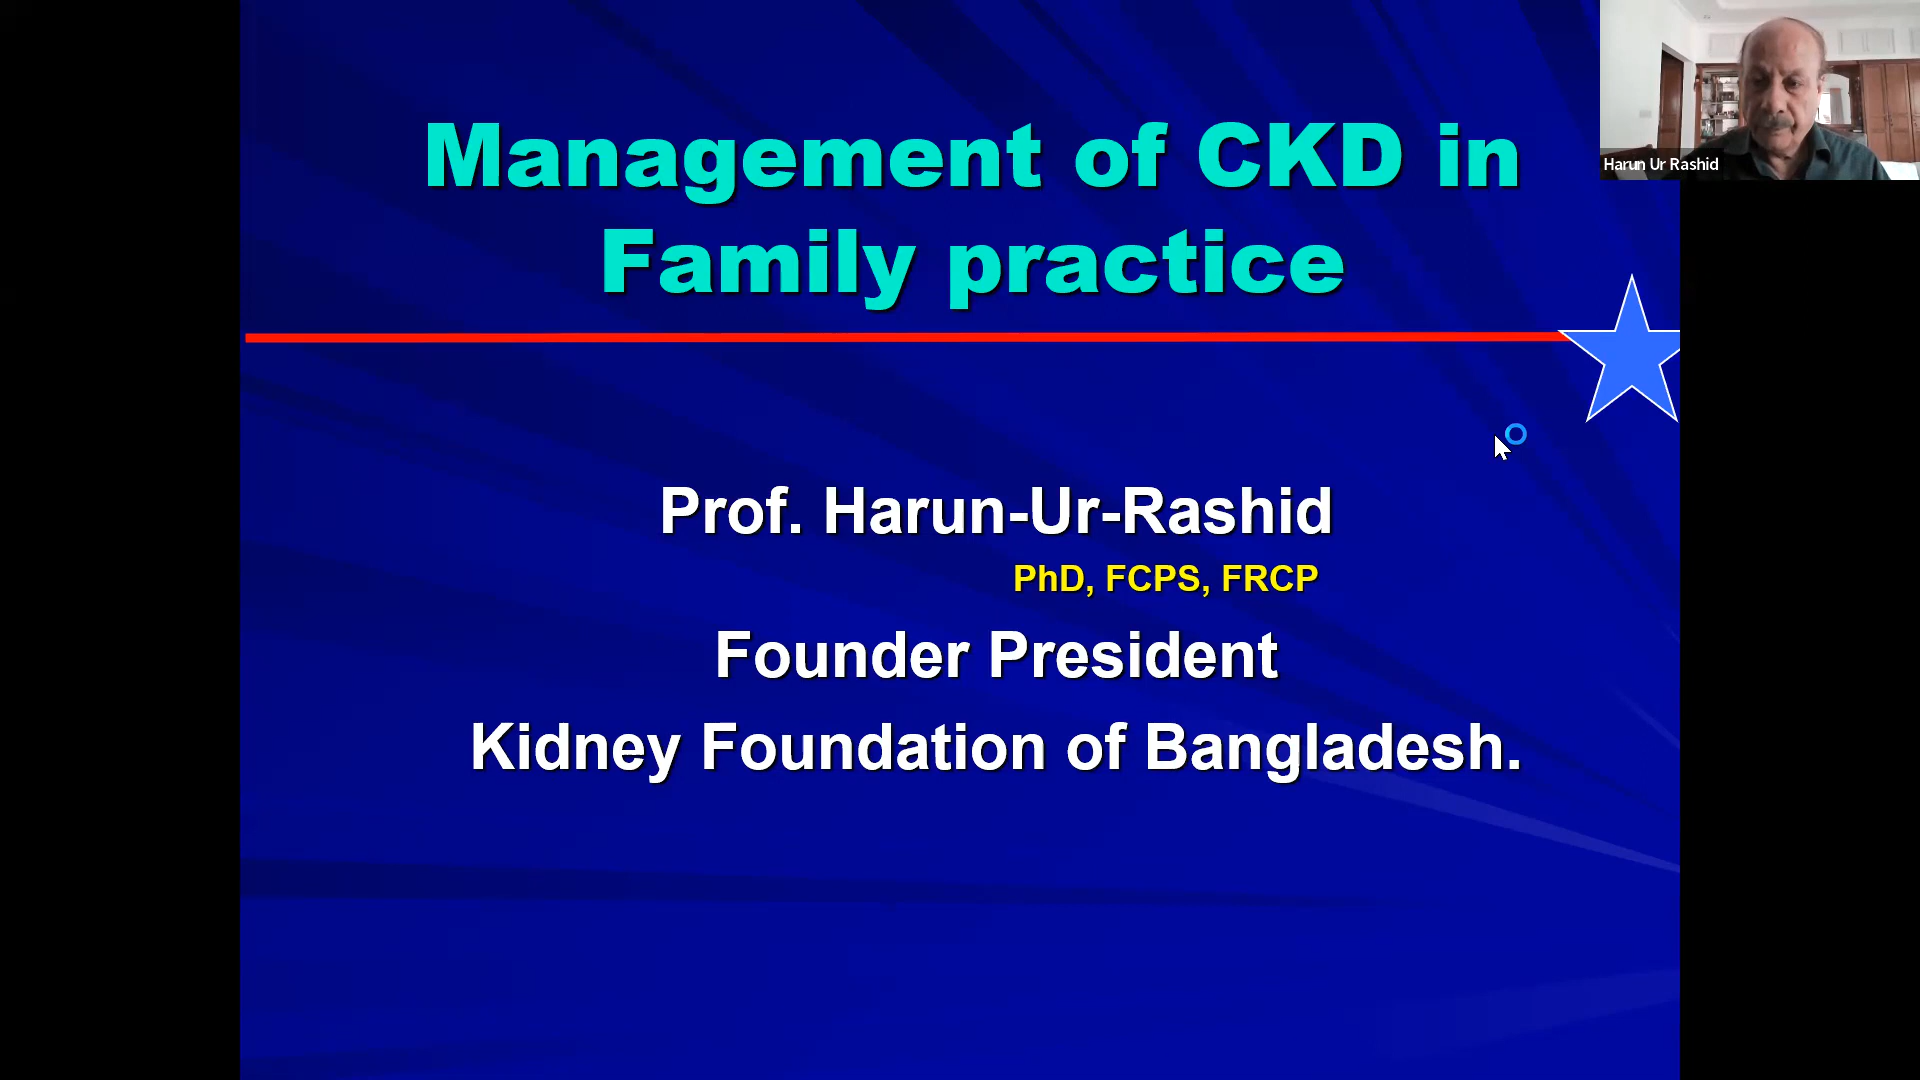 Management of CKD in
Family practice
Harun Ur Rashid
Prof. Harun-Ur-Rashid
PhD, FCPS, FRCP
Founder President
Kidney Foundation of Bangladesh.